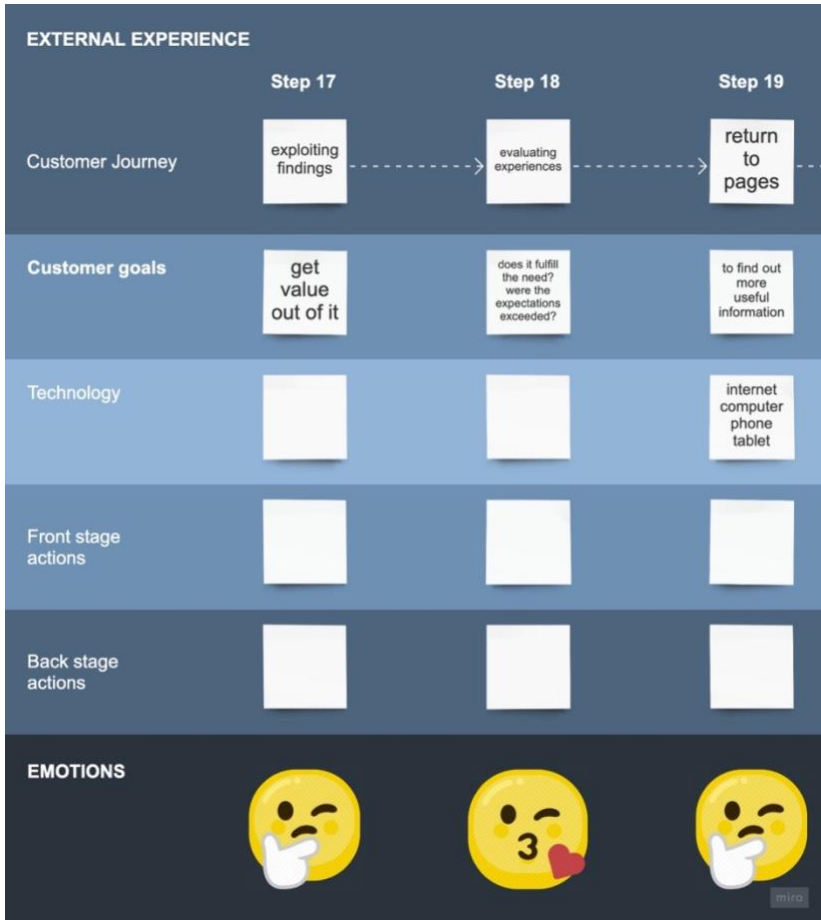 EXTERNAL EXPERIENCE
Step 17
Step 18
Step 19
Customer Journey
exploiting
findings
evaluating
experiences
return
to
pages
Customer goals
get
value
out of it
does it fulfill
the need?
were the
expectations
exceeded?
to find out
more
useful
information
Technology
internet
computer
phone
tablet
Front stage
actions
Back stage
actions
EMOTIONS
miro